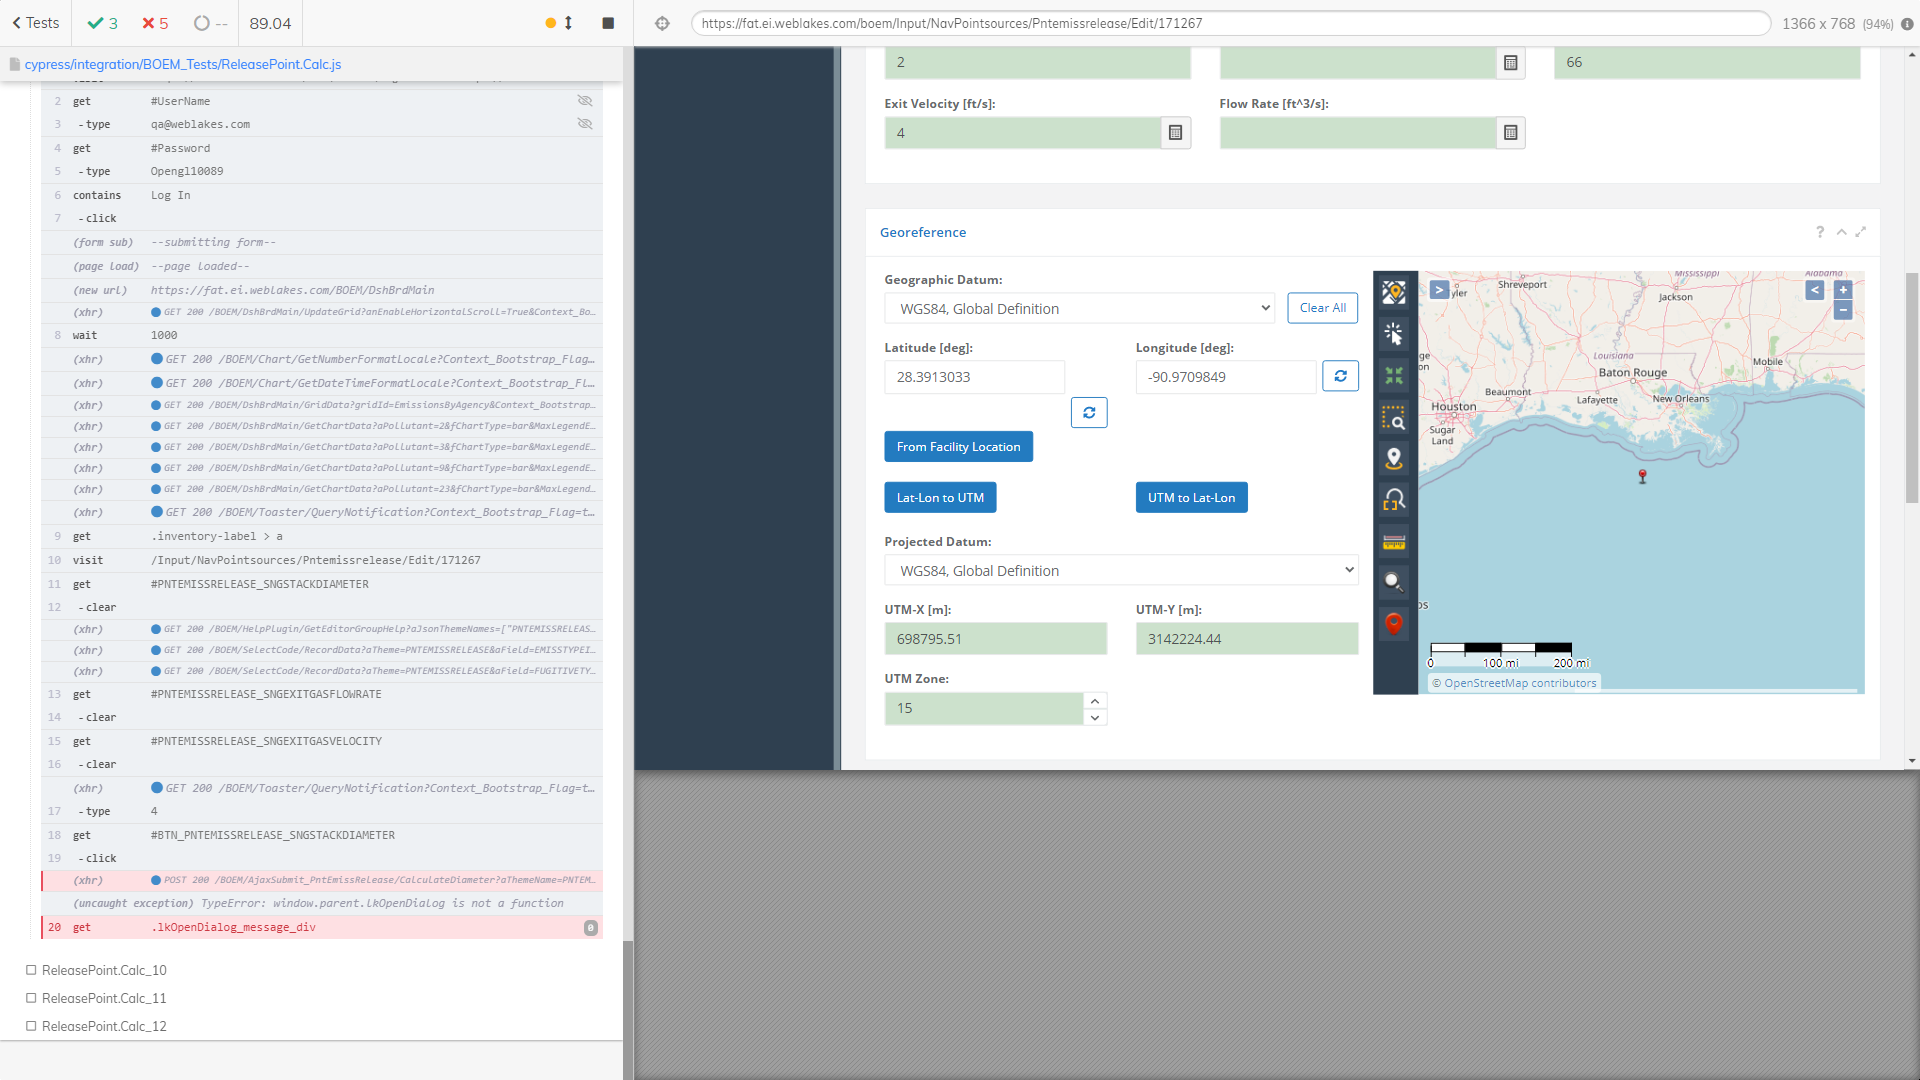 Tests
3
5
--
89.04
https://fat.ei.weblakes.com/boem/Input/NavPointsources/Pntemissrelease/Edit/171267
1366 x 768 (94%)
cypress/integration/BOEM_Tests/ReleasePoint.Calc.js
2 get #UserName
3 -type qa@weblakes.com
4 get #Password
5 -type Opengl10089
6 contains Log In
7 -click
(form sub) --submitting form--
(page load) --page loaded--
(new url) https://fat.ei.weblakes.com/BOEM/DshBrdMain
(xhr) GET 200 /BOEM/DshBrdMain/UpdateGrid?anEnableHorizontalScroll=True&Context_Bo...
8 wait 1000
(xhr) GET 200 /BOEM/Chart/GetNumberFormatLocale?Context_Bootstrap_Flag...
(xhr) GET 200 /BOEM/Chart/GetDateTimeFormatLocale?Context_Bootstrap_Fl...
(xhr) GET 200 /BOEM/DshBrdMain/GridData?gridId=EmissionsByAgency&Context_Bootstrap...
(xhr) GET 200 /BOEM/DshBrdMain/GetChartData?aPollutant=2&fChartType=bar&MaxLegendE...
(xhr) GET 200 /BOEM/DshBrdMain/GetChartData?aPollutant=3&fChartType=bar&MaxLegendE...
(xhr) GET 200 /BOEM/DshBrdMain/GetChartData?aPollutant=9&fChartType=bar&MaxLegendE...
(xhr) GET 200 /BOEM/DshBrdMain/GetChartData?aPollutant=23&fChartType=bar&MaxLegend...
(xhr) GET 200 /BOEM/Toaster/QueryNotification?Context_Bootstrap_Flag=t...
9 get .inventory-label > a
10 visit /Input/NavPointsources/Pntemissrelease/Edit/171267
11 get #PNTEMISSRELEASE_SNGSTACKDIAMETER
12 -clear
(xhr) GET 200 /BOEM/HelpPlugin/GetEditorGroupHelp?aJsonThemeNames=["PNTEMISSRELEAS...
(xhr) GET 200 /BOEM/SelectCode/RecordData?aTheme=PNTEMISSRELEASE&aField=EMISSTYPEI...
(xhr) GET 200 /BOEM/SelectCode/RecordData?aTheme=PNTEMISSRELEASE&aField=FUGITIVETY...
13 get #PNTEMISSRELEASE_SNGEXITGASFLOWRATE
14 -clear
15 get #PNTEMISSRELEASE_SNGEXITGASVELOCITY
16 -clear
(xhr) GET 200 /BOEM/Toaster/QueryNotification?Context_Bootstrap_Flag=t...
17 -type 4
18 get #BTN_PNTEMISSRELEASE_SNGSTACKDIAMETER
19 -click
(xhr) POST 200 /BOEM/AjaxSubmit_PntEmissRelease/CalculateDiameter?aThemeName=PNTEM...
(uncaught exception) TypeError: window.parent.lkOpenDialog is not a function
20 get .lkOpenDialog_message_div 0
ReleasePoint.Calc_10
ReleasePoint.Calc_11
ReleasePoint.Calc_12
2
66
Exit Velocity [ft/s]:
Flow Rate [ft^3/s]:
4
Georeference
?
Geographic Datum:
WGS84, Global Definition
Clear All
Latitude [deg]:
Longitude [deg]:
28.3913033
-90.9709849
From Facility Location
Lat-Lon to UTM
UTM to Lat-Lon
Projected Datum:
WGS84, Global Definition
UTM-X [m]:
UTM-Y [m]:
698795.51
3142224.44
UTM Zone:
15
>
<
+
−
Mississippi
Alabama
yler
Shreveport
Jackson
ge
on
Louisiana
Mobile
Baton Rouge
Beaumont
Lafayette
New Orleans
Houston
Sugar
Land
os
0
100 mi
200 mi
© OpenStreetMap contributors